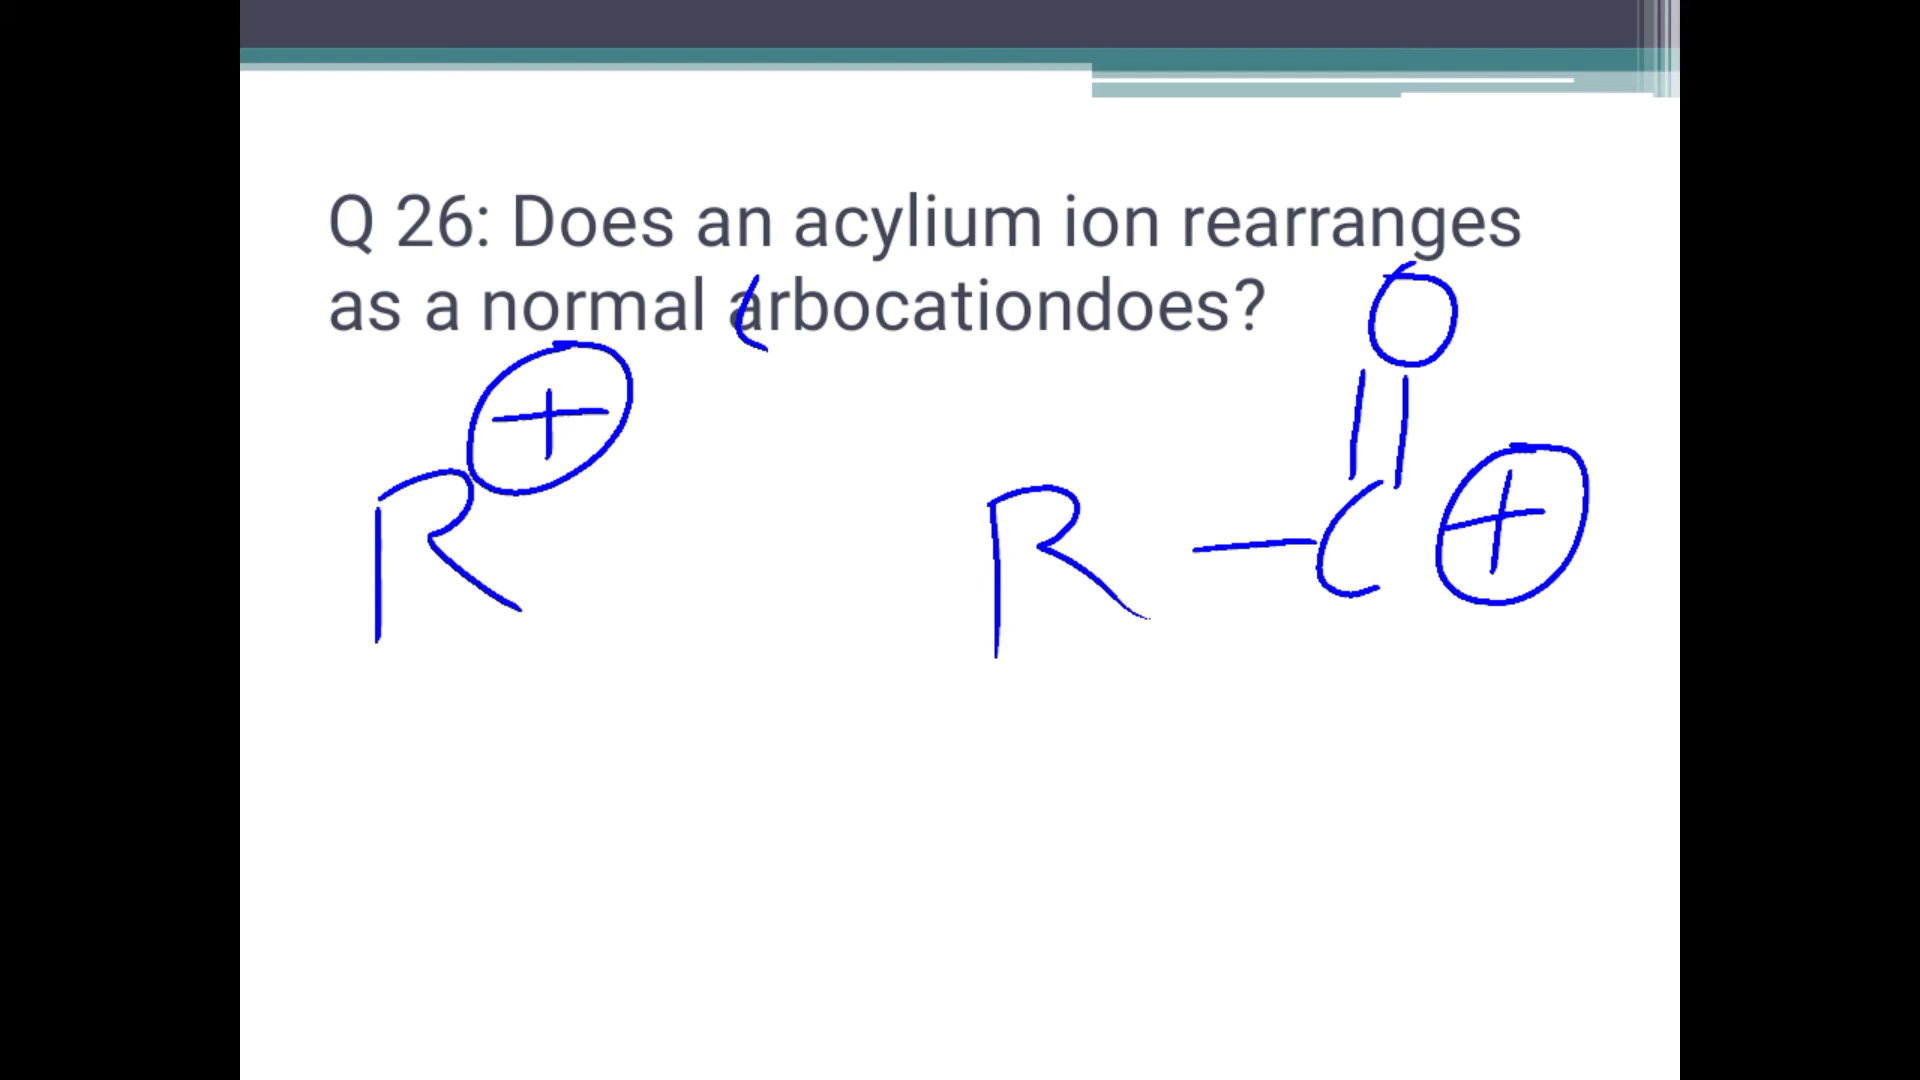 Q 26: Does an acylium ion rearranges
as a normal arbocationdoes?
(
O
+
R
R - C +